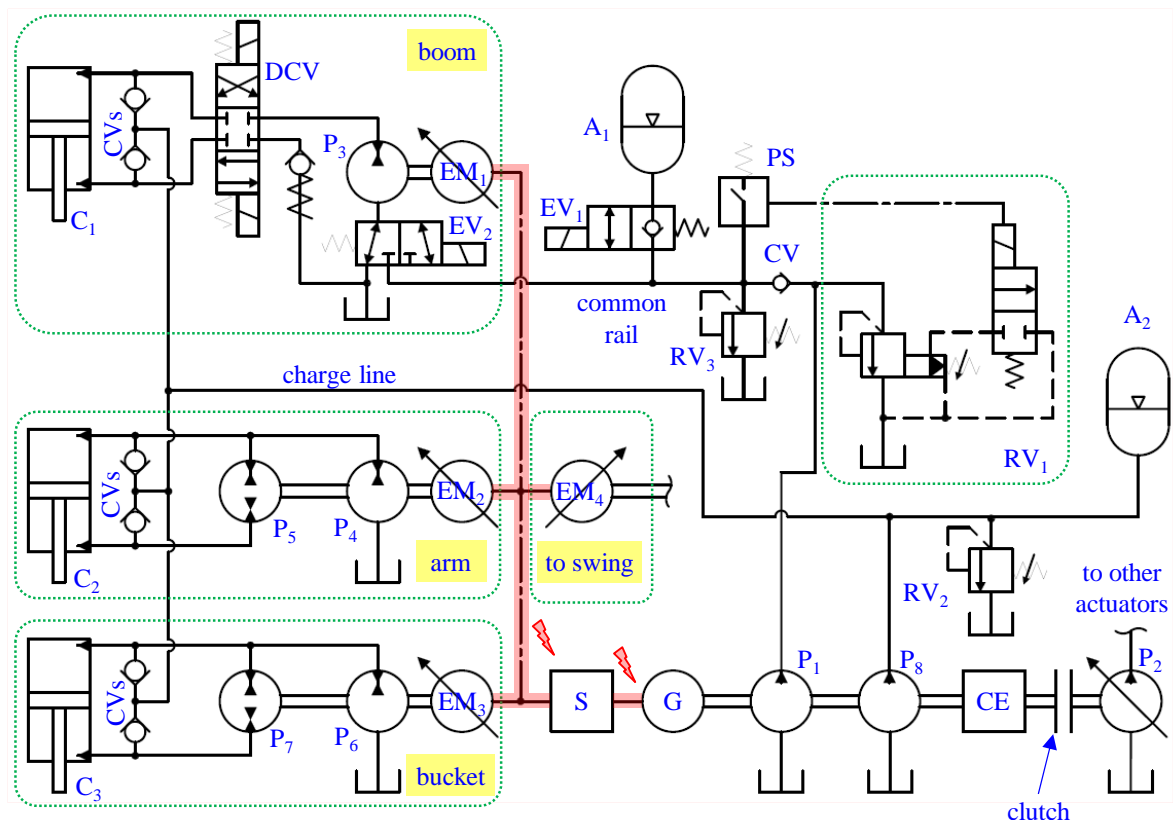 boom
DCV
CVs
C1
P3
EM1
EV2
A1
EV1
PS
CV
common
rail
RV3
A2
RV1
charge line
CVs
C2
P5
P4
EM2
arm
EM4
to swing
RV2
to other
actuators
CVs
C3
P7
P6
EM3
bucket
S
G
P1
P8
CE
P2
clutch